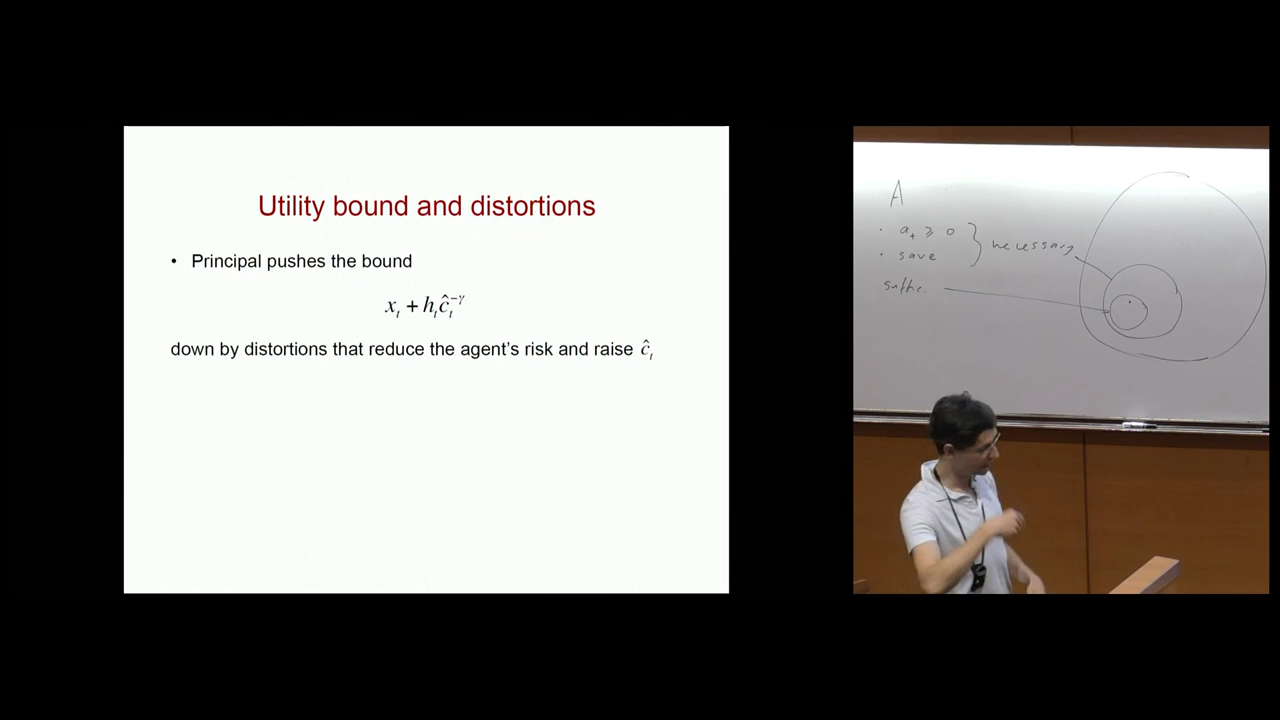 Utility bound and distortions
• Principal pushes the bound
x_t + h_t ĉ_t^{-γ}
down by distortions that reduce the agent's risk and raise ĉ_t
A
· a_t ≥ 0
· save
necessary
suffic.